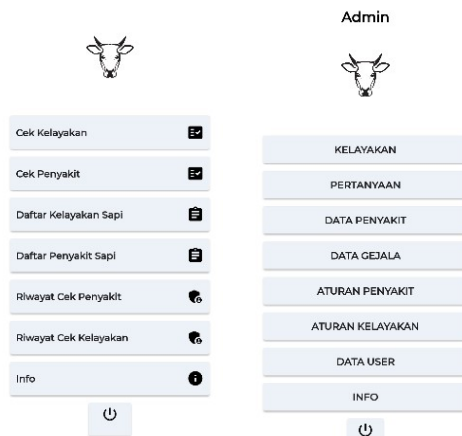 Cek Kelayakan
Cek Penyakit
Daftar Kelayakan Sapi
Daftar Penyakit Sapi
Riwayat Cek Penyakit
Riwayat Cek Kelayakan
Info
Admin
KELAYAKAN
PERTANYAAN
DATA PENYAKIT
DATA GEJALA
ATURAN PENYAKIT
ATURAN KELAYAKAN
DATA USER
INFO